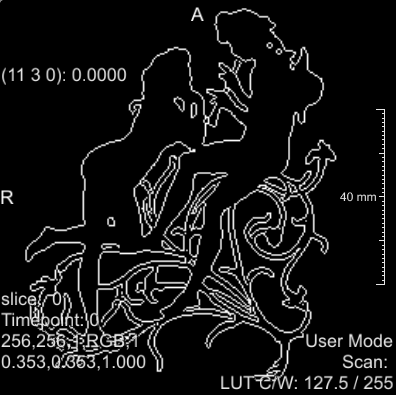 A
(11 3 0): 0.0000
R
40 mm
slice: 0
Timepoint: 0
256,256,1:RGB:1
0.353,0.353,1.000
User Mode
Scan:
LUT C/W: 127.5 / 255